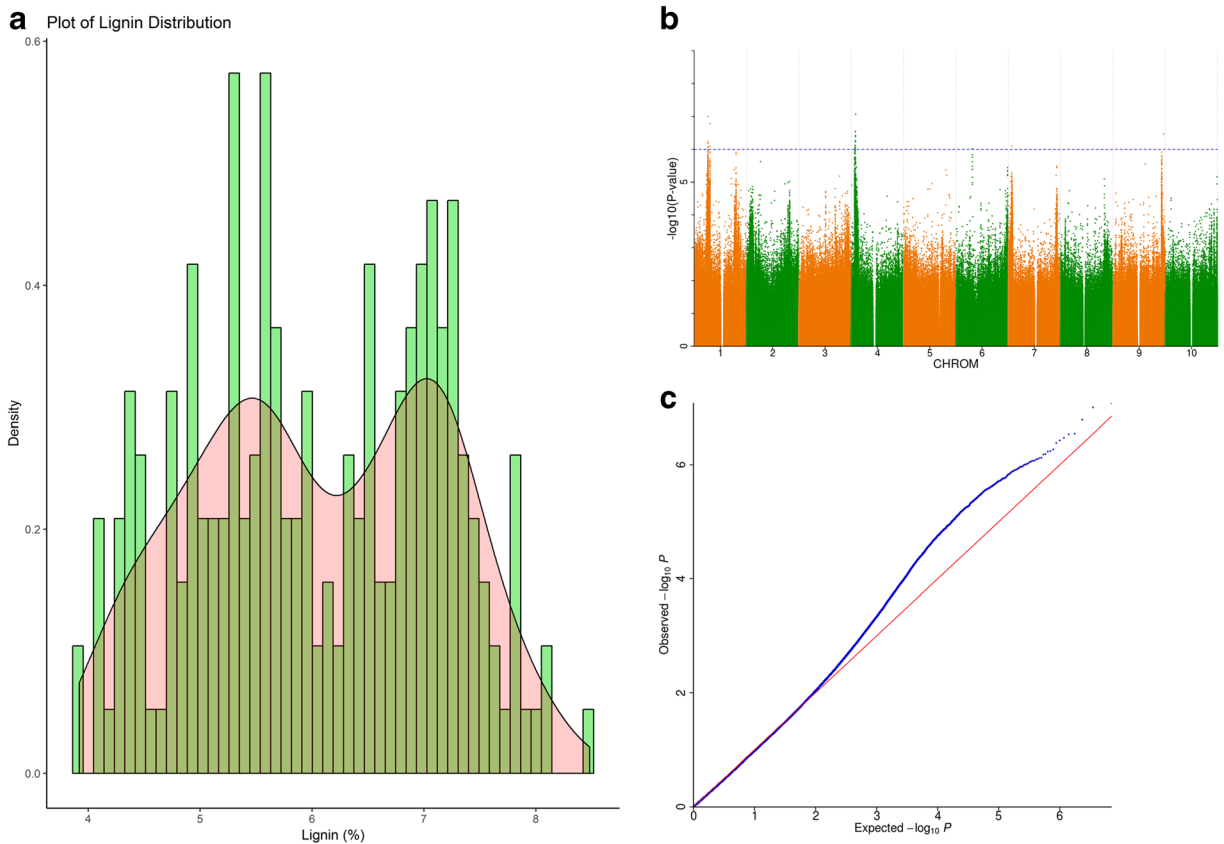 a
Plot of Lignin Distribution
0.6
0.4
0.2
0.0
Density
4 5 6 7 8
Lignin (%)
b
-log10(P-value)
5
0
1 2 3 4 5 6 7 8 9 10
CHROM
c
Observed −log₁₀ P
6
4
2
0
0 1 2 3 4 5 6
Expected −log₁₀ P